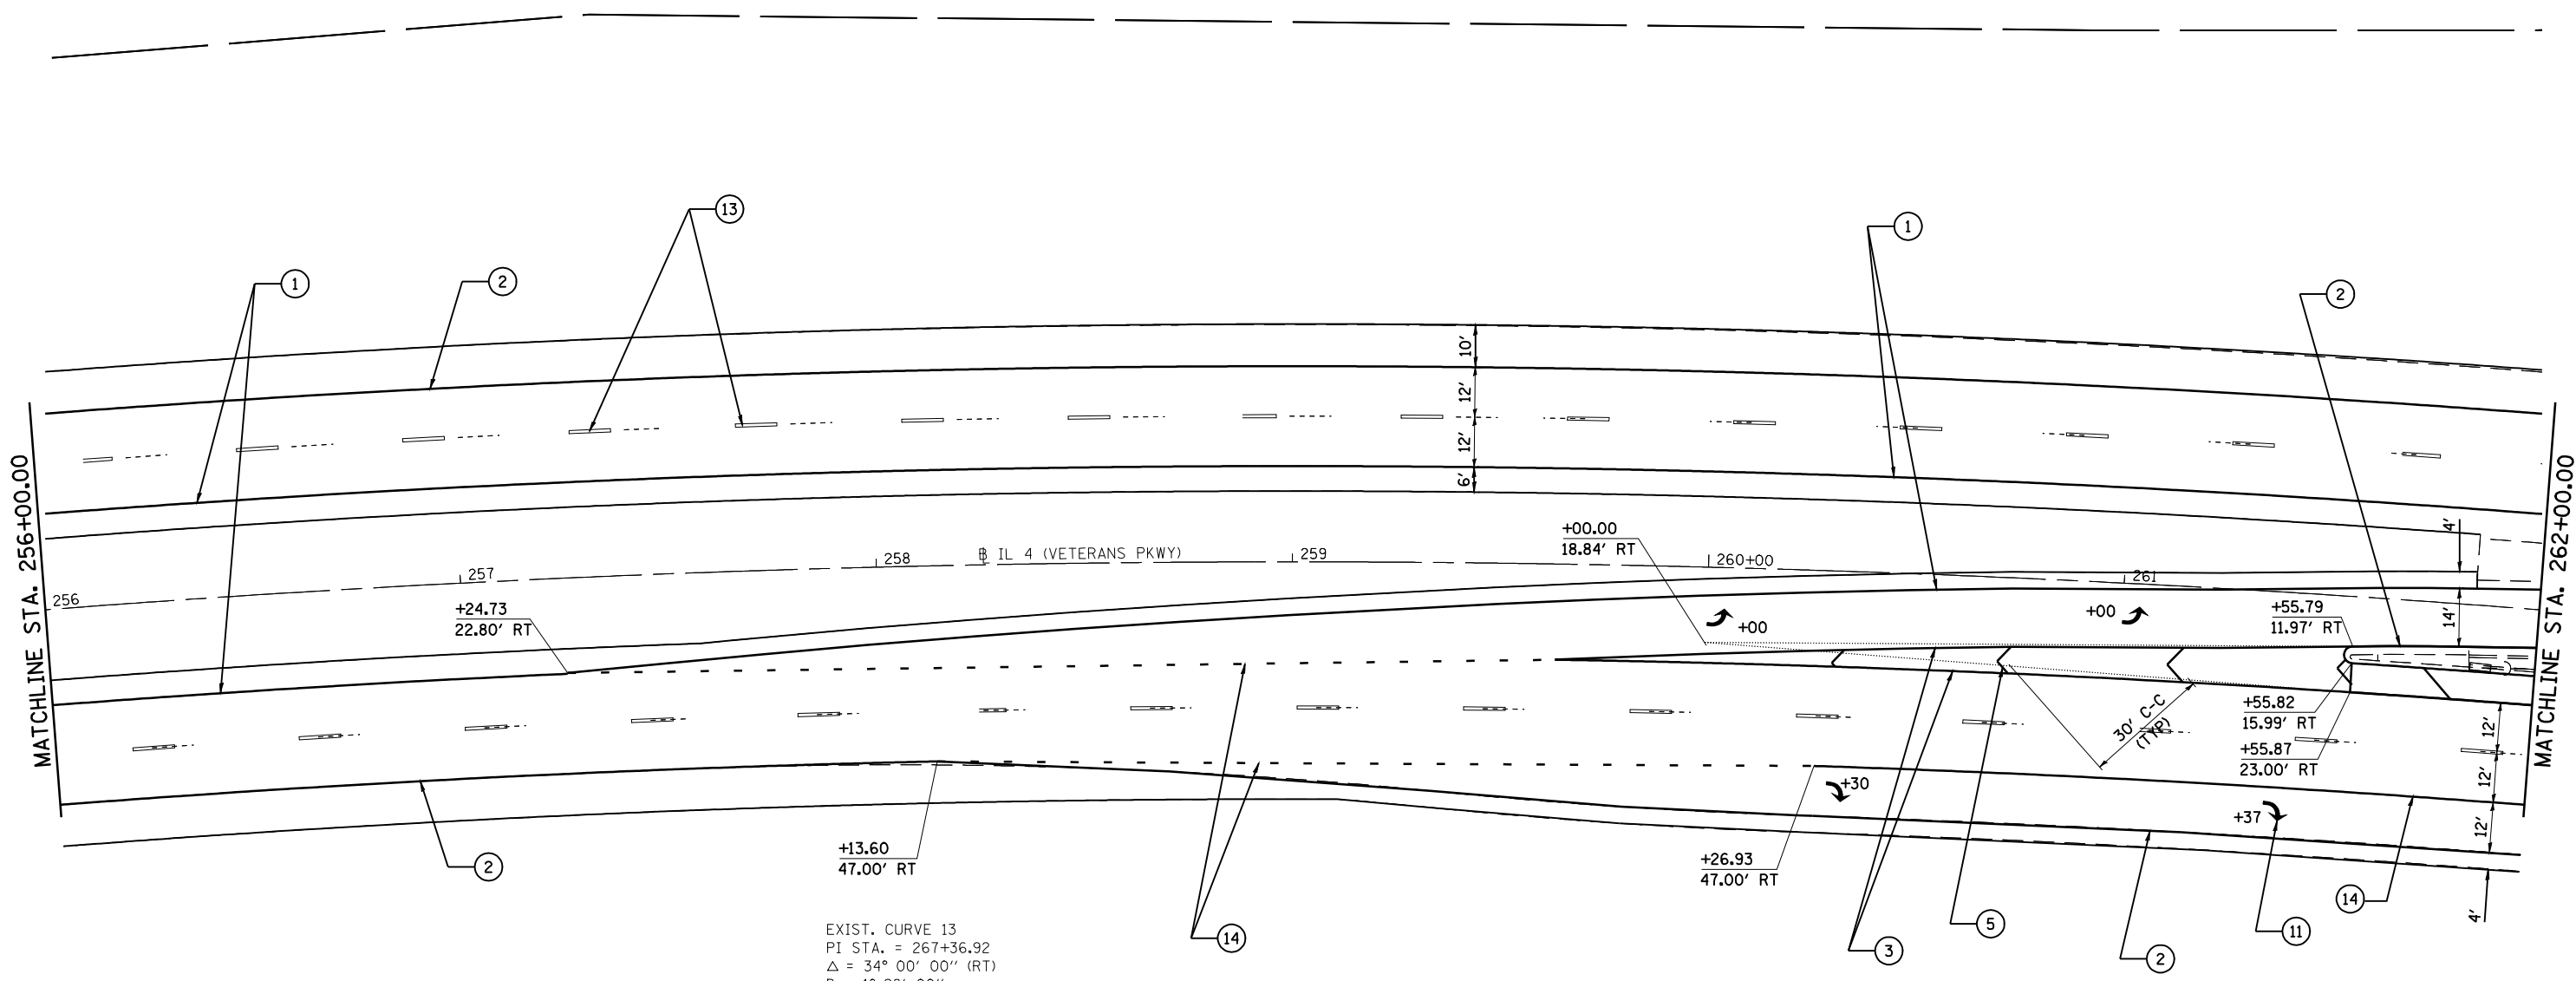 13
1
1
2
2
10'
12'
12'
6'
MATCHLINE STA. 256+00.00
MATCHLINE STA. 262+00.00
+00.00
18.84' RT
4'
IL 4 (VETERANS PKWY)
256
257
258
259
260+00
261
+24.73
22.80' RT
+00
+00
+55.79
11.97' RT
14'
+55.82
15.99' RT
30' C-C
(TYP)
+55.87
23.00' RT
12'
12'
12'
+30
+37
+13.60
47.00' RT
+26.93
47.00' RT
2
14
4'
14
3
5
2
11
EXIST. CURVE 13
PI STA. = 267+36.92
△ = 34° 00' 00" (RT)